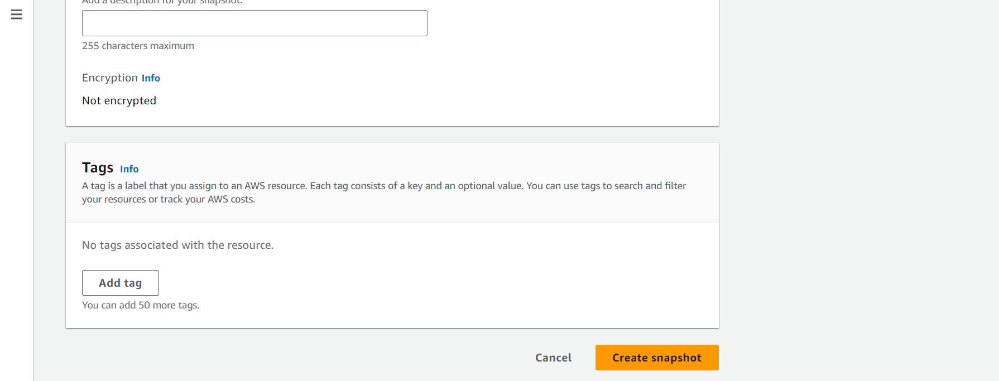 Add a description for your snapshot.
255 characters maximum
Encryption Info
Not encrypted
Tags Info
A tag is a label that you assign to an AWS resource. Each tag consists of a key and an optional value. You can use tags to search and filter
your resources or track your AWS costs.
No tags associated with the resource.
Add tag
You can add 50 more tags.
Cancel
Create snapshot